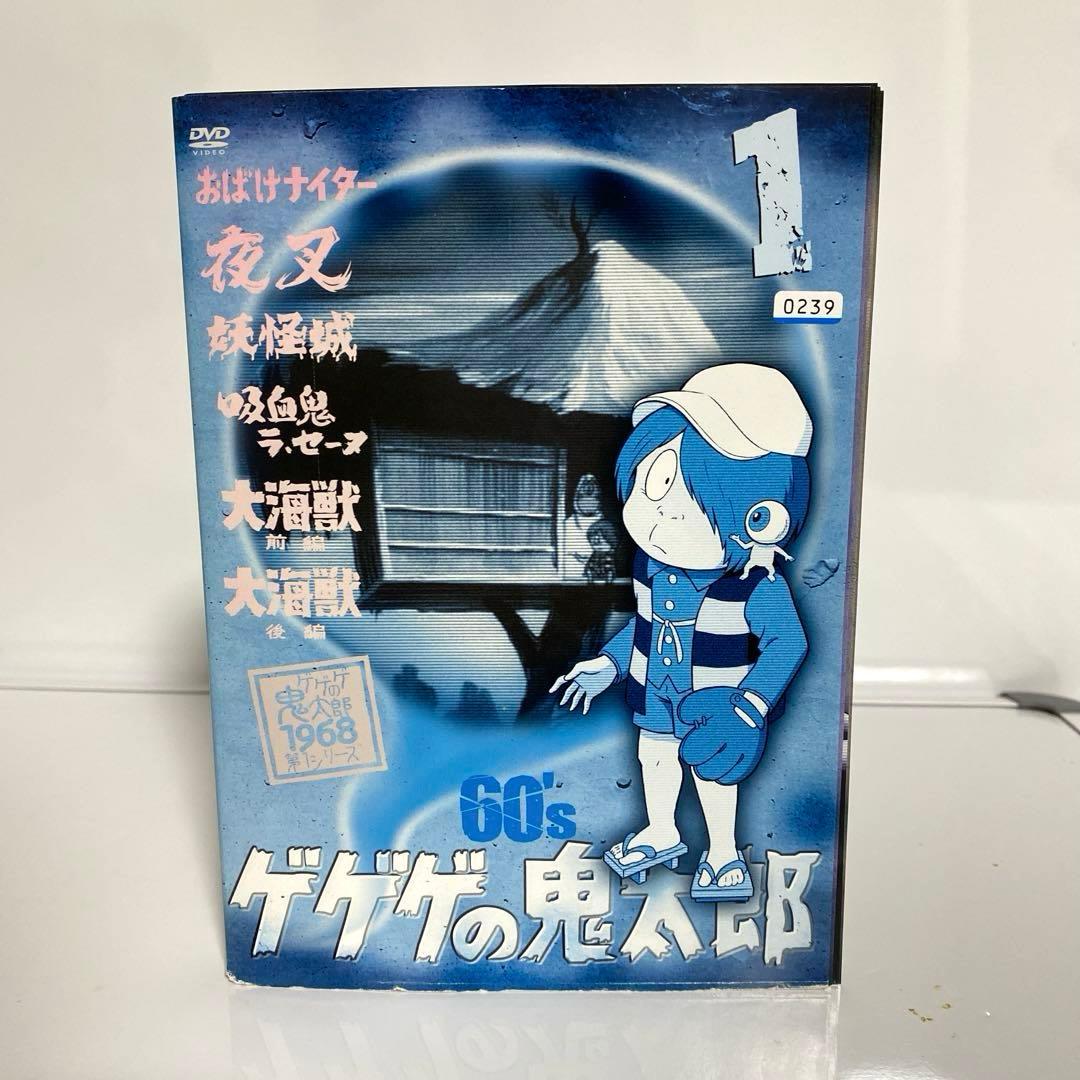 DVD
VIDEO
1
0239
おばけナイター
夜叉
妖怪城
吸血鬼
ラ・セーヌ
大海獣
前編
大海獣
後編
ゲゲゲの
鬼太郎
1968
第1シリーズ
60's
ゲゲゲの鬼太郎